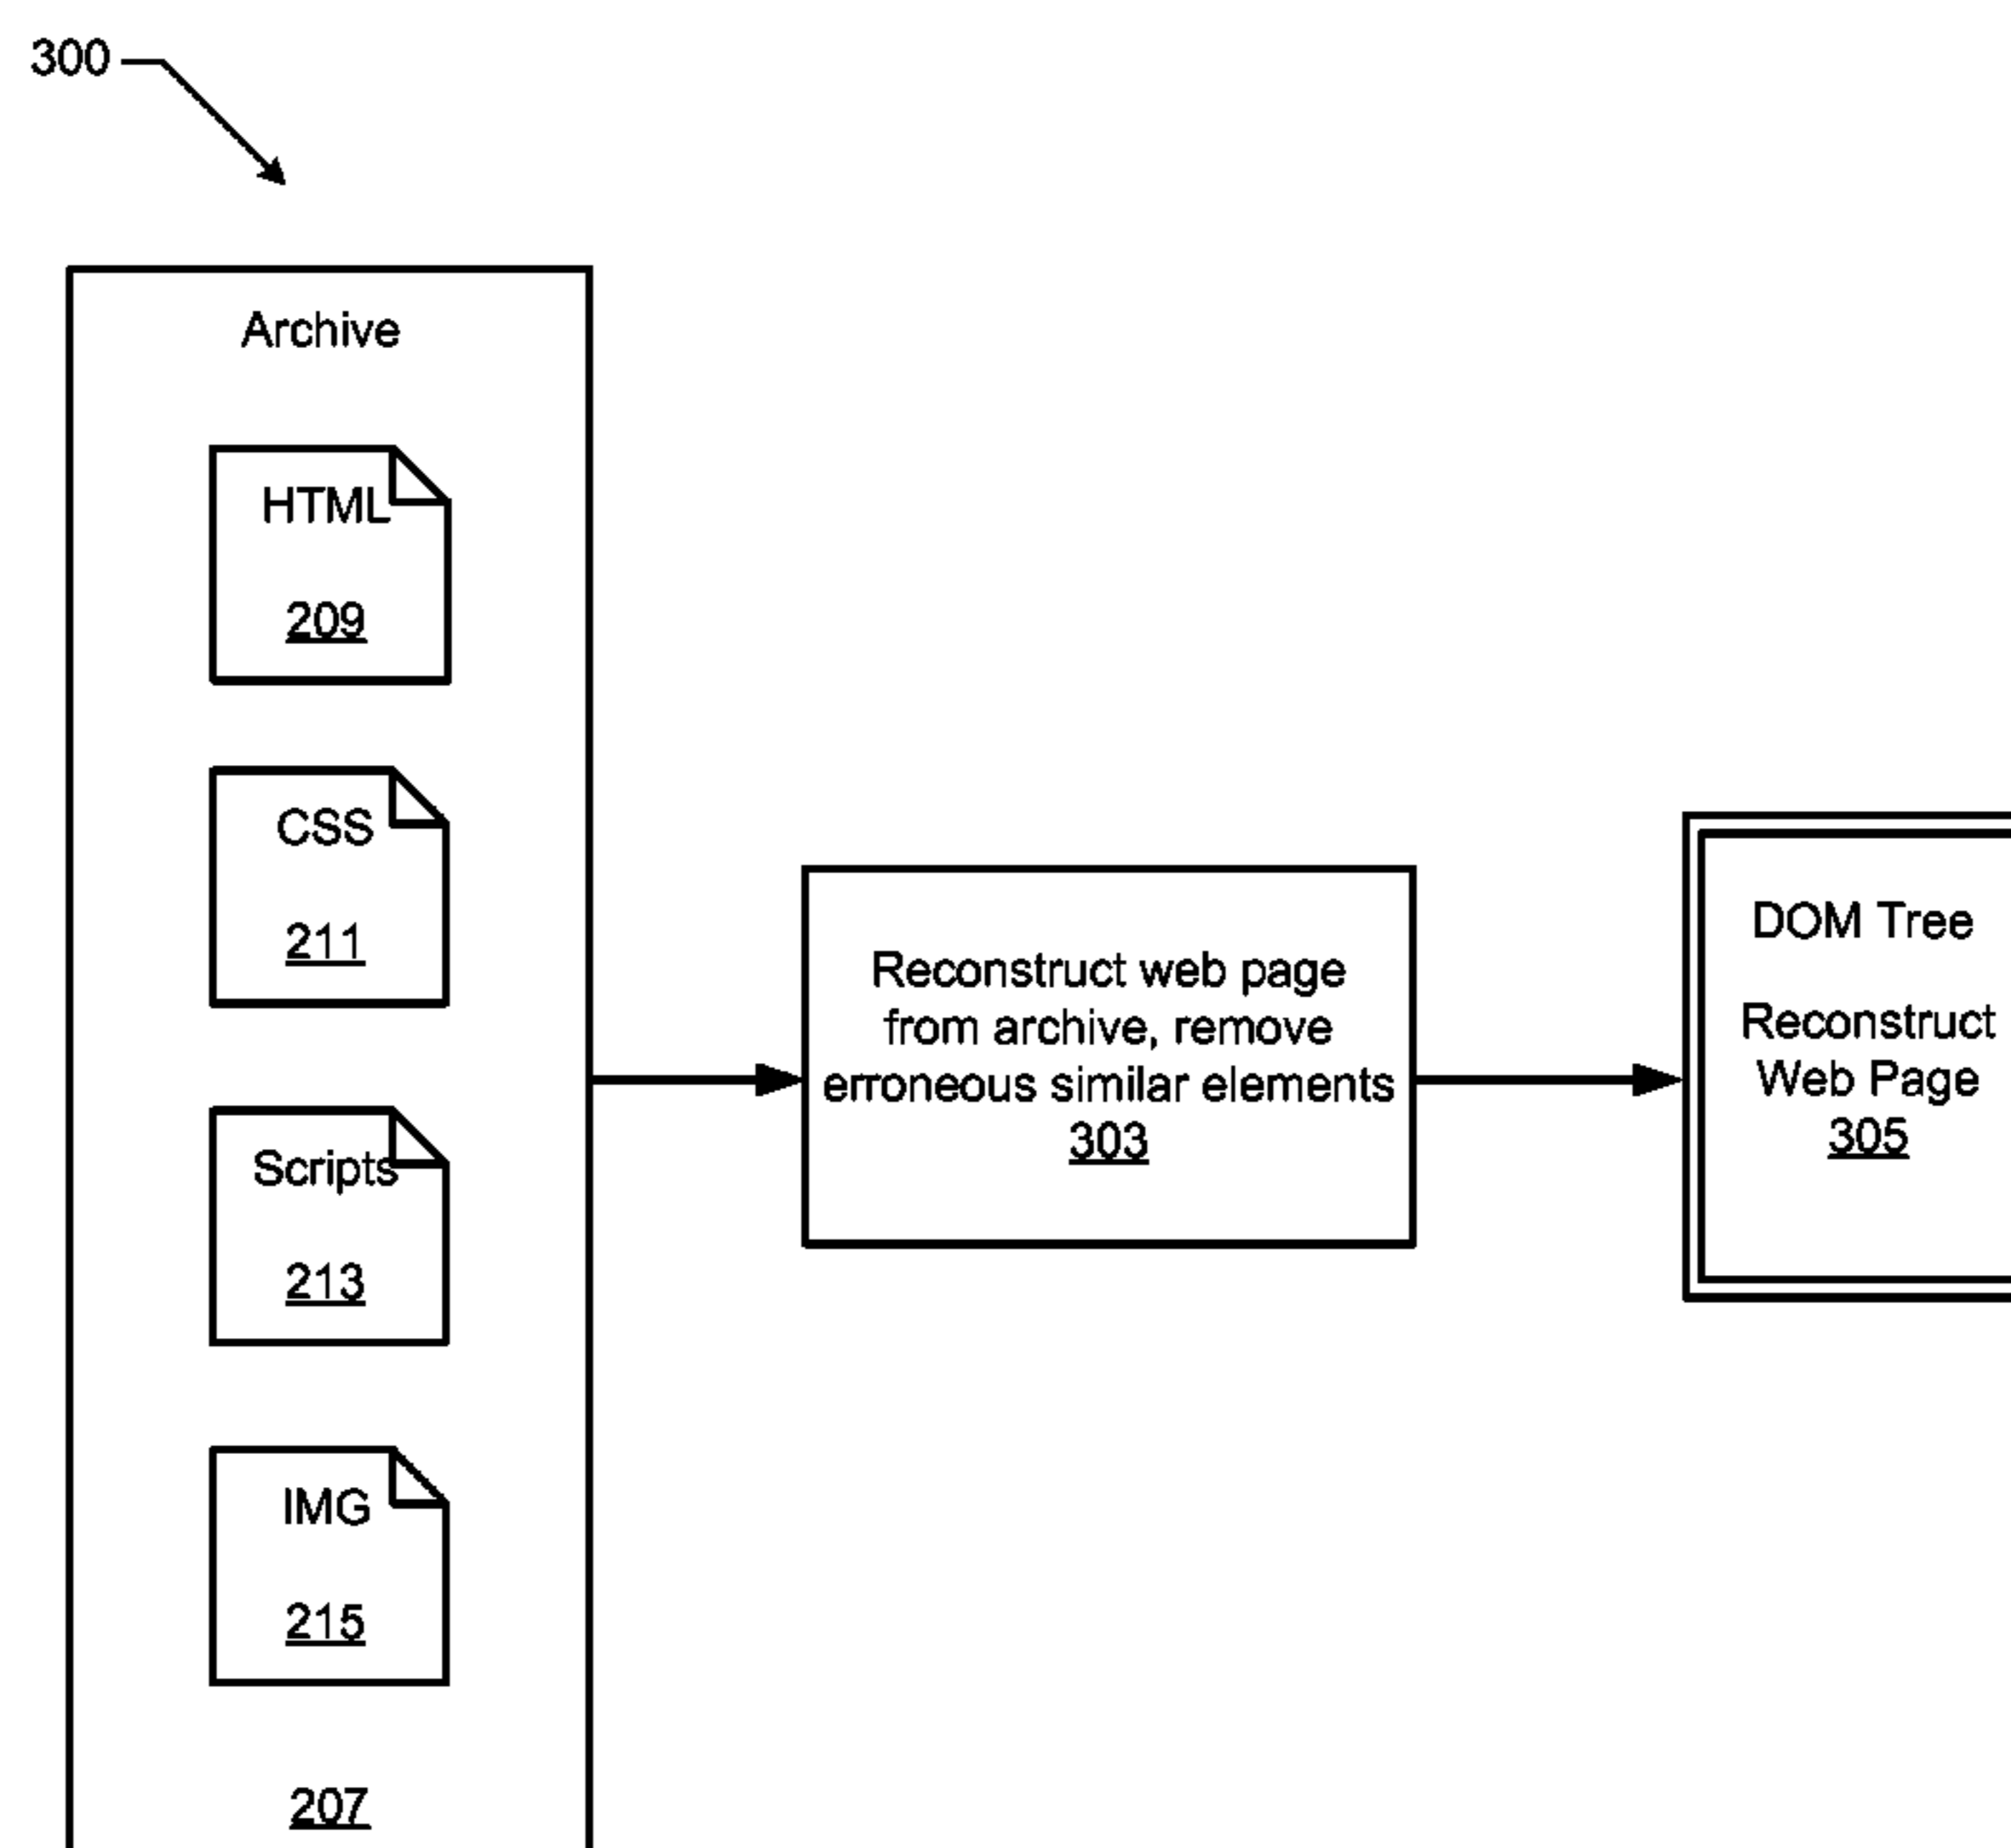 300
Archive
HTML
209
CSS
211
Scripts
213
IMG
215
207
Reconstruct web page
from archive, remove
erroneous similar elements
303
DOM Tree
Reconstruct
Web Page
305